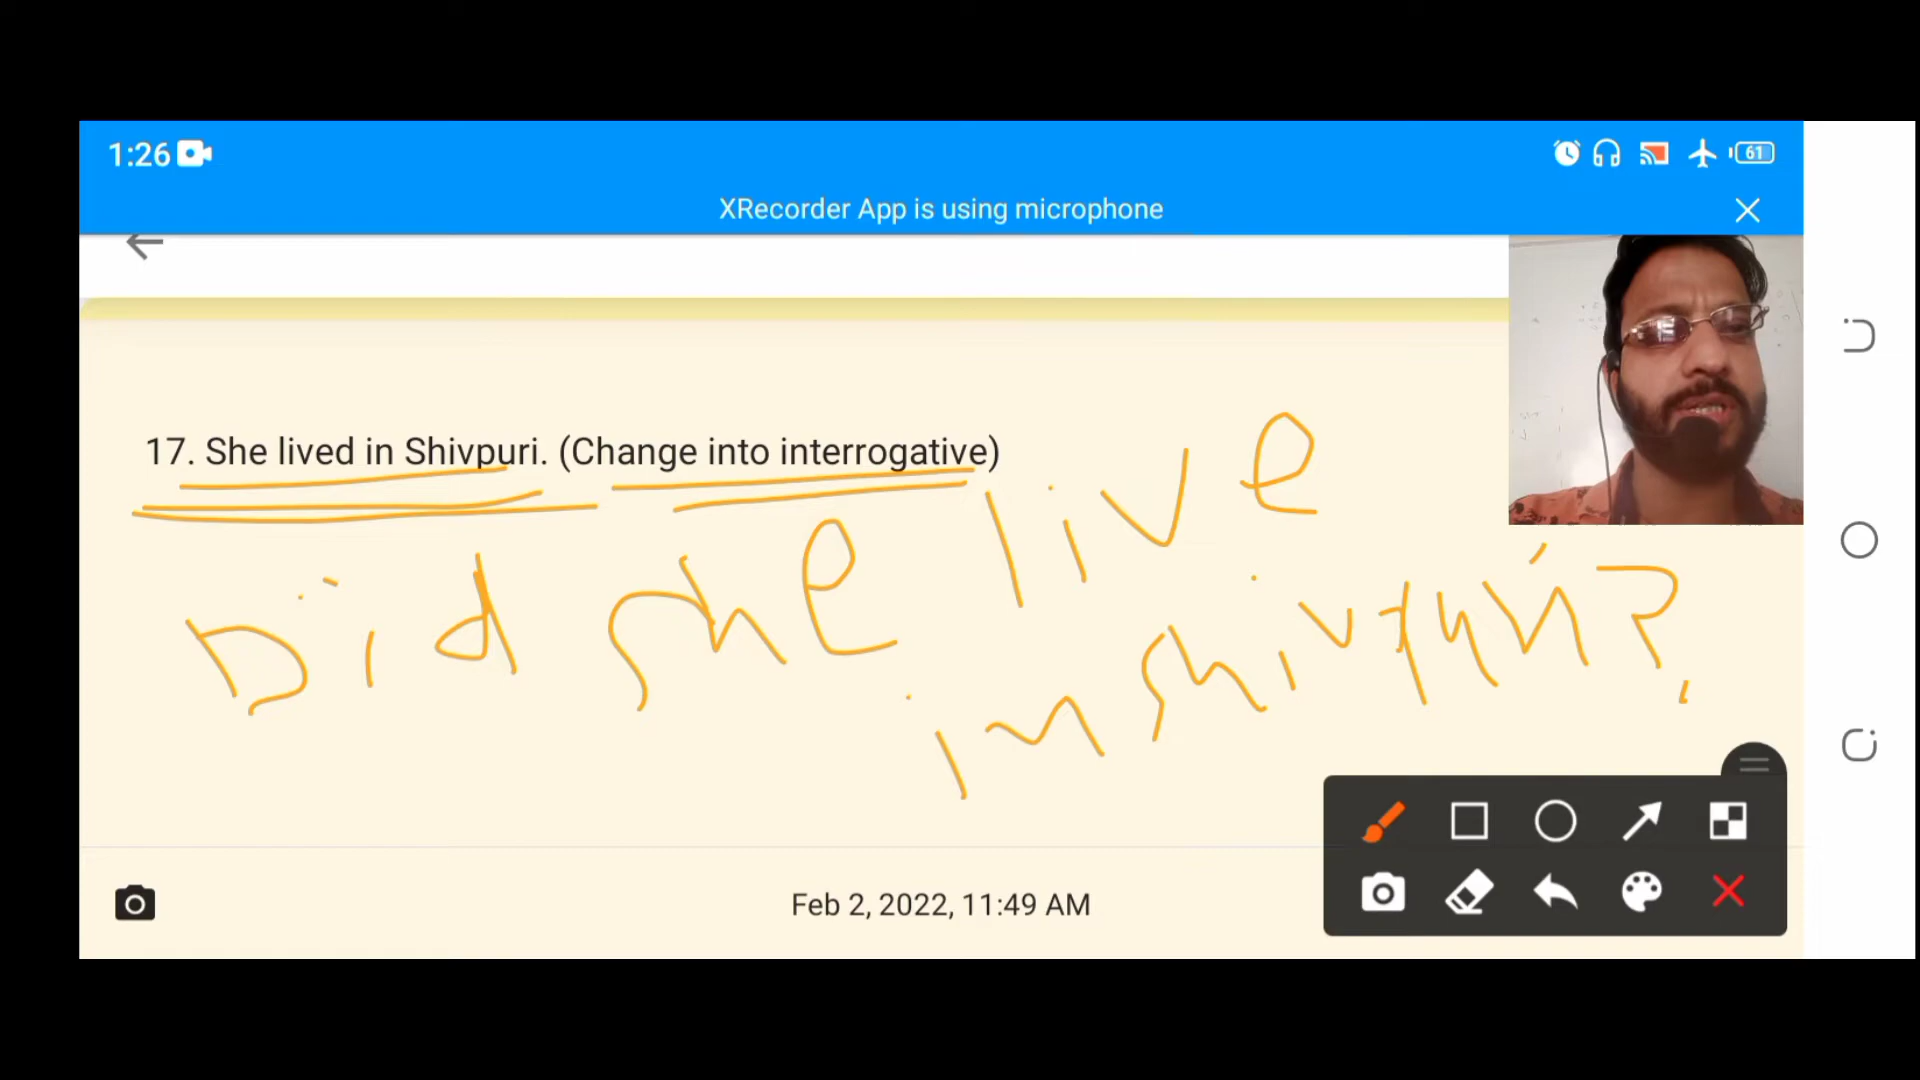 1:26
61
XRecorder App is using microphone
17. She lived in Shivpuri. (Change into interrogative)
Did she live
in shivpuri?
Feb 2, 2022, 11:49 AM